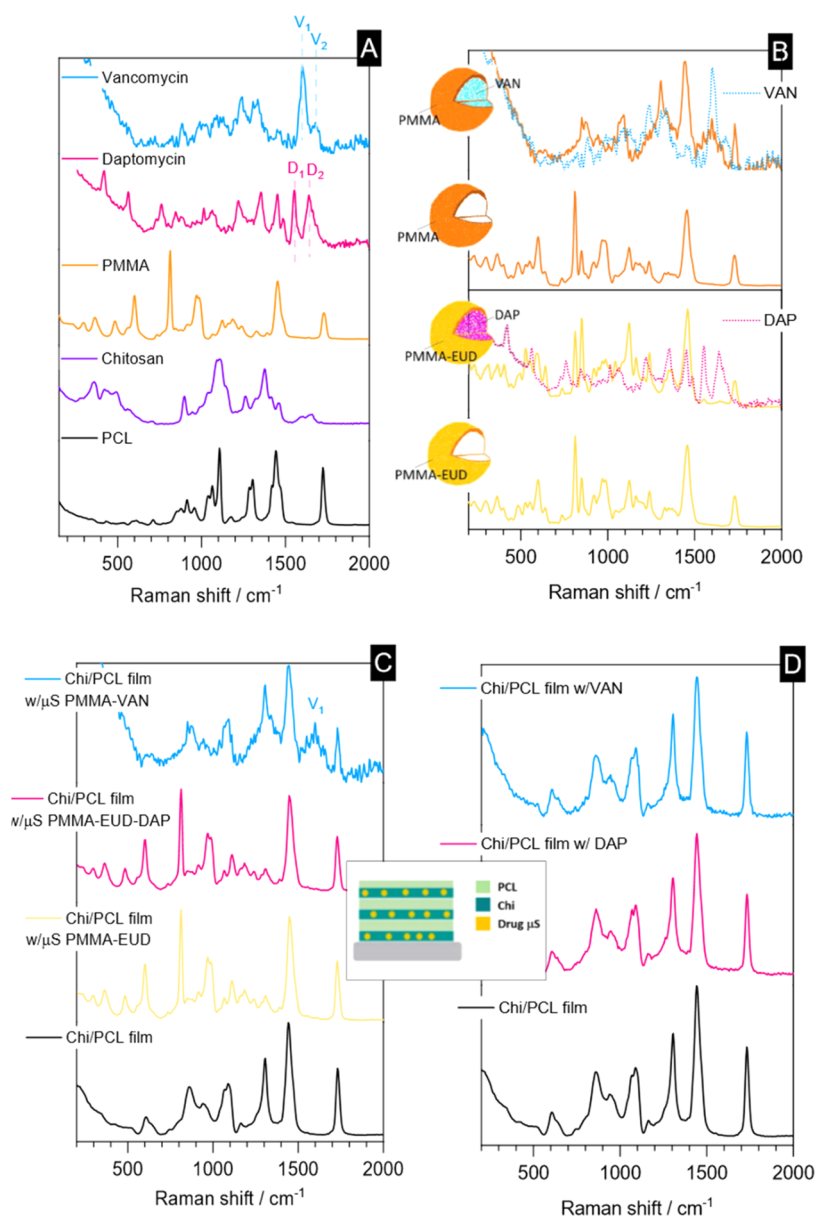 A
V1
V2
Vancomycin
Daptomycin
D1 D2
PMMA
Chitosan
PCL
500 1000 1500 2000
Raman shift / cm-1
B
VAN
VAN
PMMA
PMMA
DAP
DAP
PMMA-EUD
PMMA-EUD
500 1000 1500 2000
Raman shift / cm-1
C
Chi/PCL film
w/μS PMMA-VAN
V1
Chi/PCL film
w/μS PMMA-EUD-DAP
Chi/PCL film
w/μS PMMA-EUD
Chi/PCL film
500 1000 1500 2000
Raman shift / cm-1
PCL
Chi
Drug μS
D
Chi/PCL film w/VAN
Chi/PCL film w/ DAP
Chi/PCL film
500 1000 1500 2000
Raman shift / cm-1